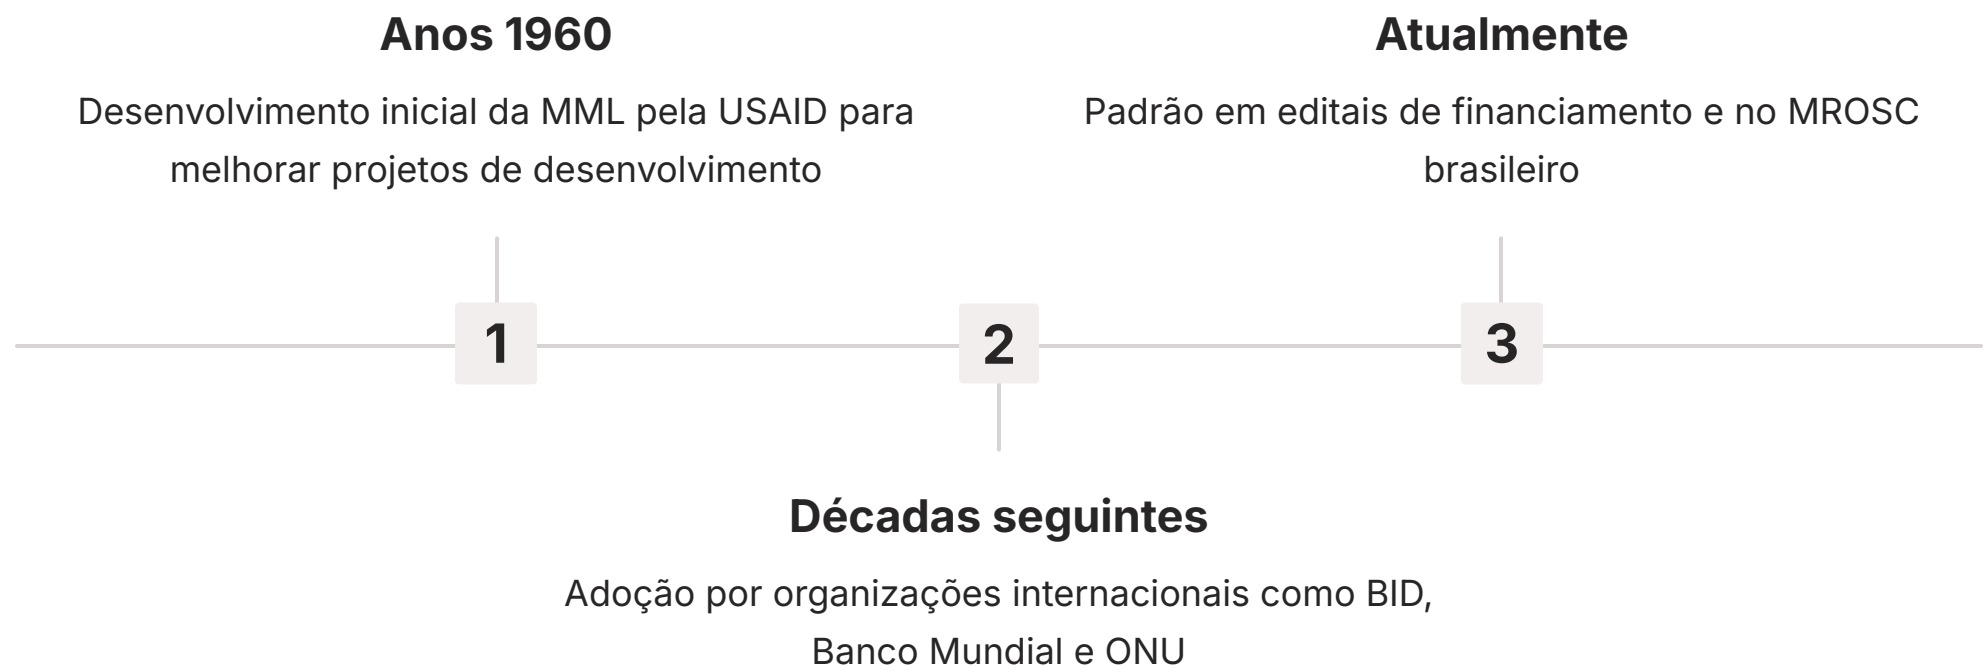 Anos 1960
Desenvolvimento inicial da MML pela USAID para
melhorar projetos de desenvolvimento
Atualmente
Padrão em editais de financiamento e no MROSC
brasileiro
1
2
3
Décadas seguintes
Adoção por organizações internacionais como BID,
Banco Mundial e ONU